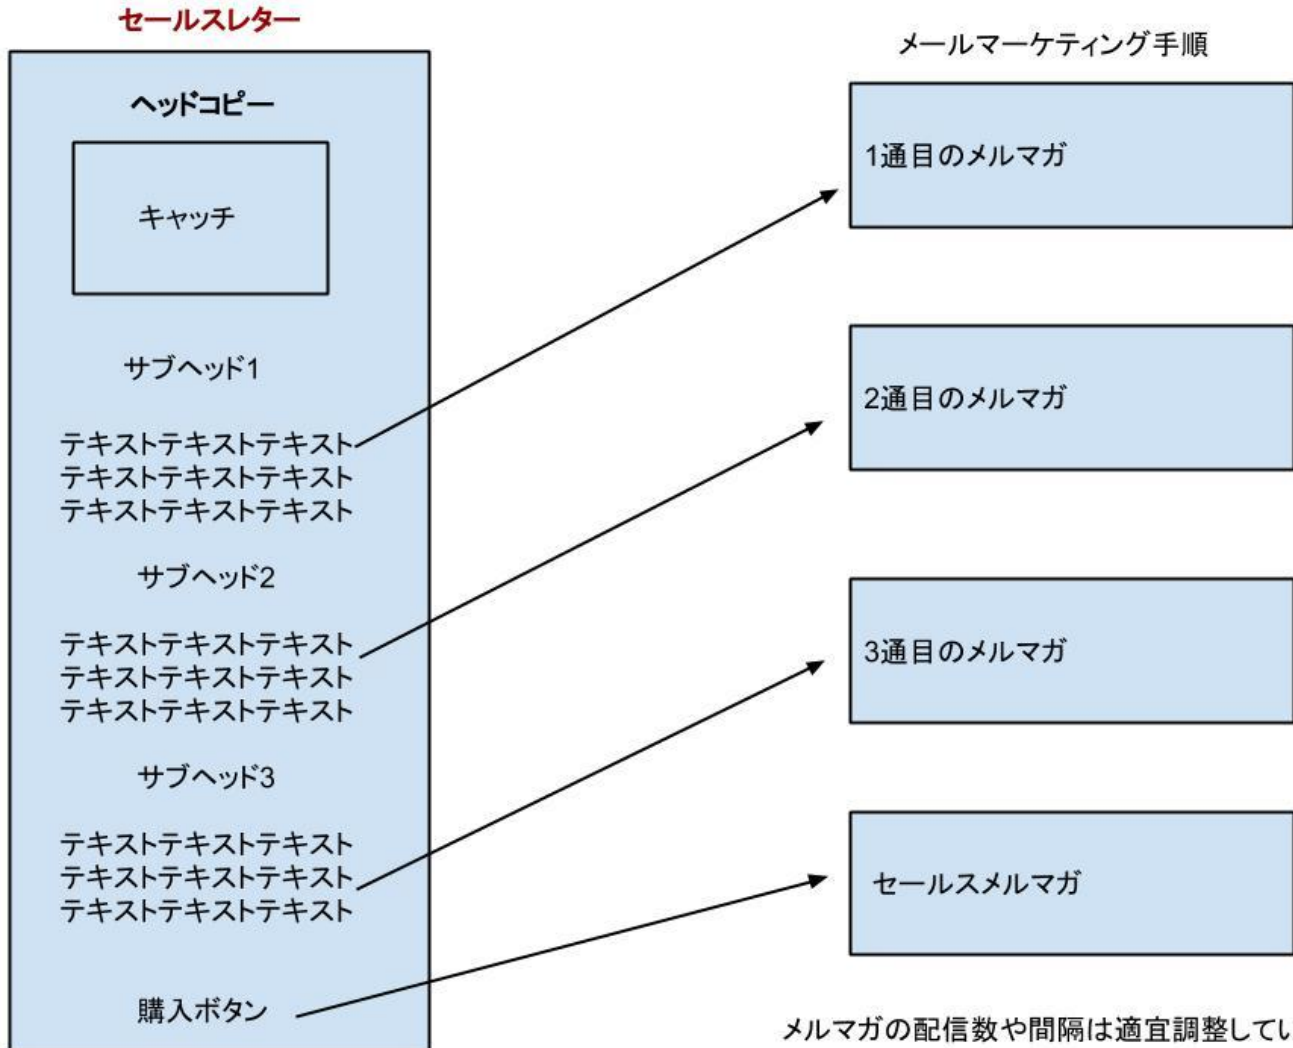 セールスレター
ヘッドコピー
キャッチ
サブヘッド1
テキストテキストテキスト
テキストテキストテキスト
テキストテキストテキスト
サブヘッド2
テキストテキストテキスト
テキストテキストテキスト
テキストテキストテキスト
サブヘッド3
テキストテキストテキスト
テキストテキストテキスト
テキストテキストテキスト
購入ボタン
メールマーケティング手順
1通目のメルマガ
2通目のメルマガ
3通目のメルマガ
セールスメルマガ
メルマガの配信数や間隔は適宜調整してい